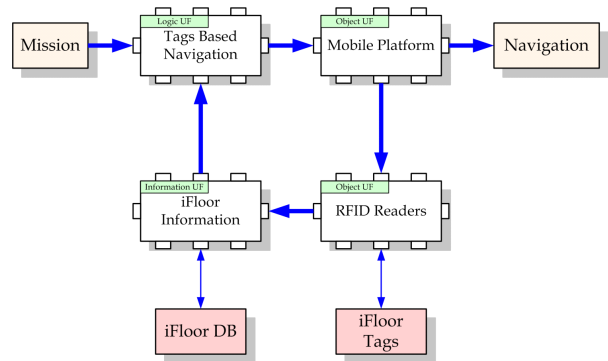 Mission
Logic UF
Tags Based
Navigation
Object UF
Mobile Platform
Navigation
Information UF
iFloor
Information
Object UF
RFID Readers
iFloor DB
iFloor
Tags